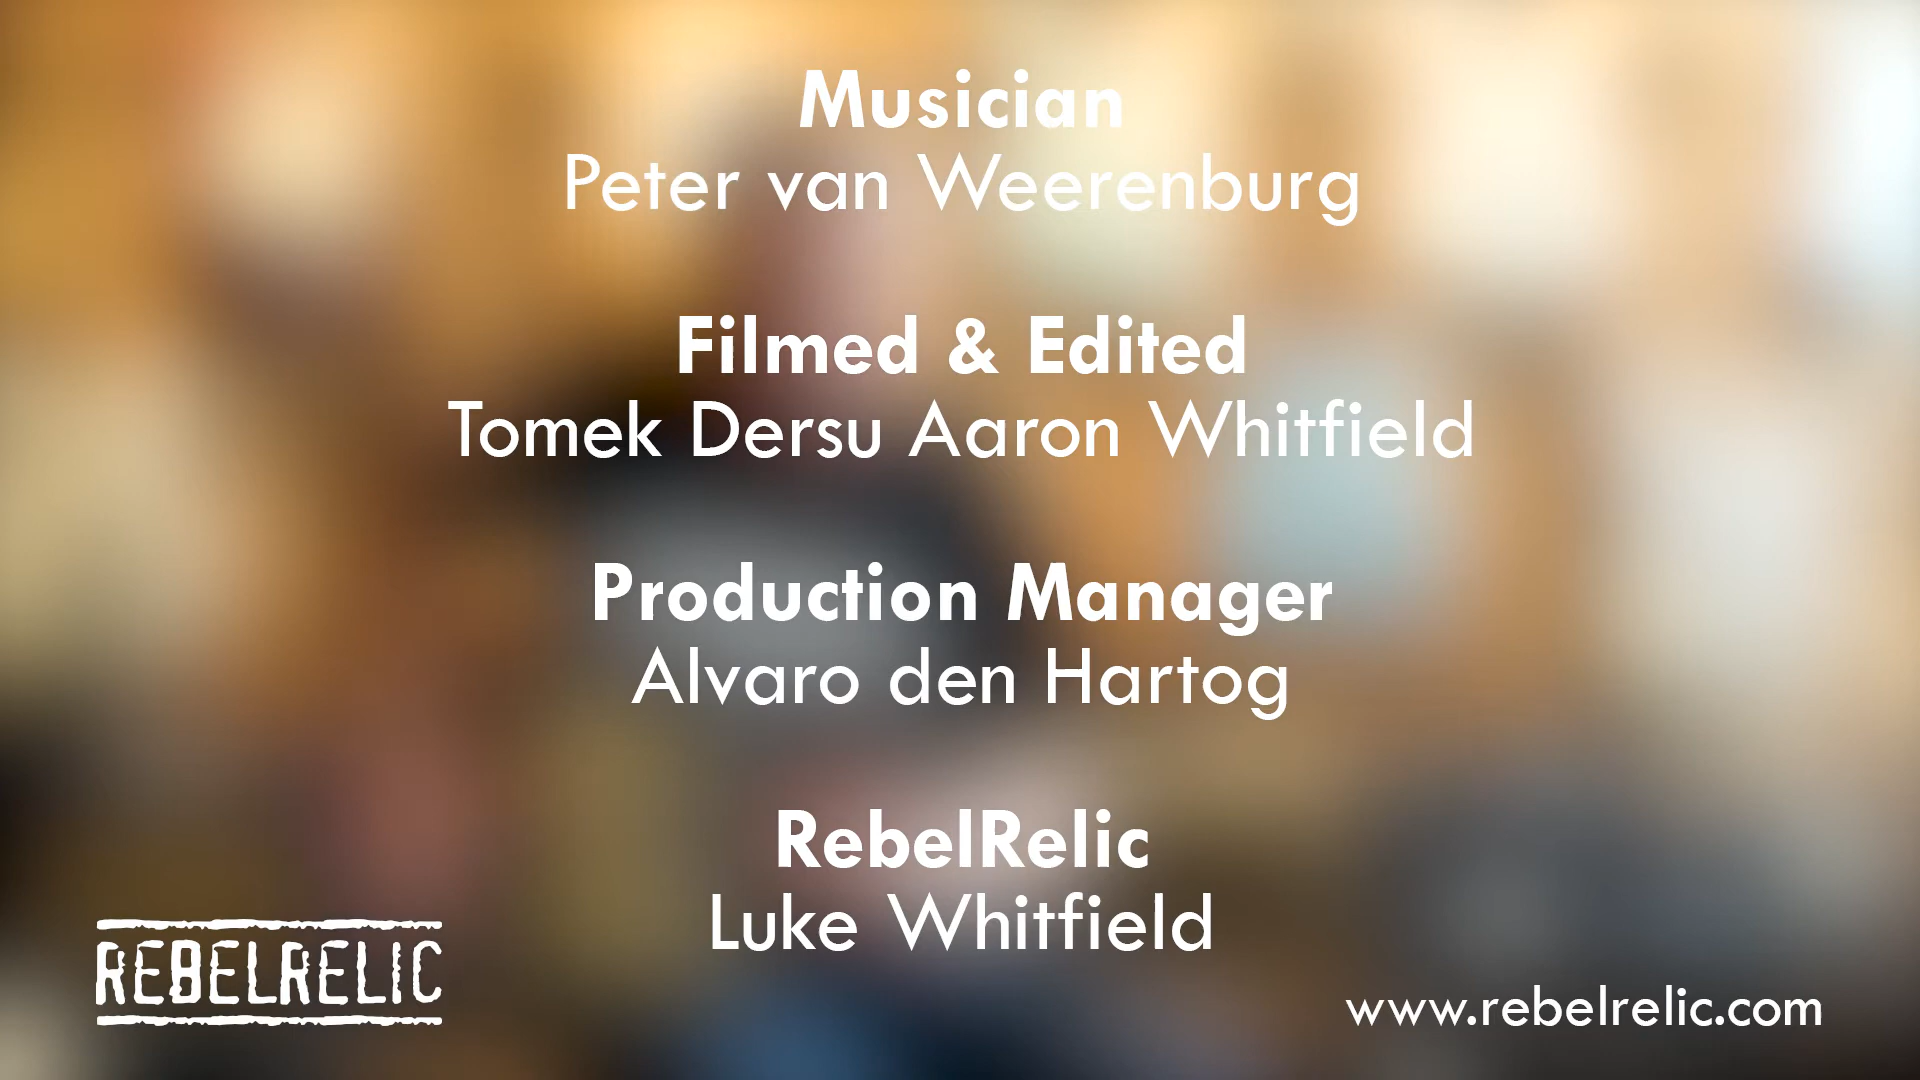 Musician
Peter van Weerenburg
Filmed & Edited
Tomek Dersu Aaron Whitfield
Production Manager
Alvaro den Hartog
RebelRelic
Luke Whitfield
REBELRELIC
www.rebelrelic.com